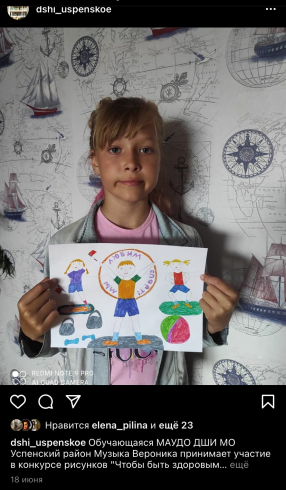 dshi_uspenskoe
ЛЮБИМ
REDMI NOTE 9 PRO
AI QUAD CAMERA
Нравится elena_pilina и ещё 23
dshi_uspenskoe Обучающаяся МАУДО ДШИ МО
Успенский район Музыка Вероника принимает участие
в конкурсе рисунков "Чтобы быть здоровым... ещё
18 июня